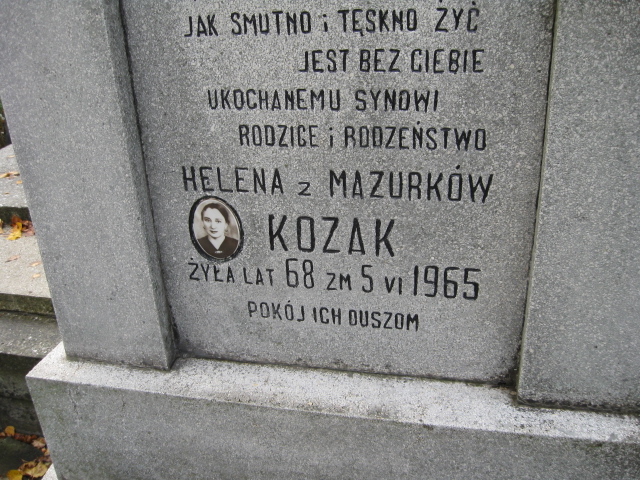 JAK SMUTNO i TĘSKNO ŻYĆ
JEST BEZ CIEBIE
UKOCHANEMU SYNOWI
RODZICE i RODZEŃSTWO
HELENA z MAZURKÓW
KOZAK
ŻYŁA LAT 68 ZM 5 VI 1965
POKÓJ ICH DUSZOM